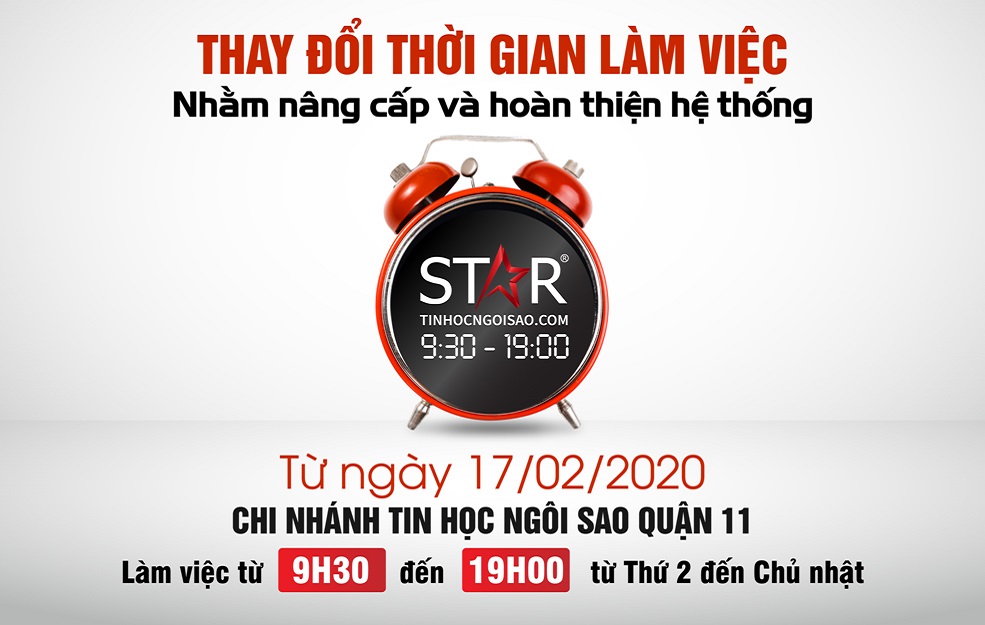 THAY ĐỔI THỜI GIAN LÀM VIỆC
Nhằm nâng cấp và hoàn thiện hệ thống
STAR®
TINHOCNGOISAO.COM
9:30 - 19:00
Từ ngày 17/02/2020
CHI NHÁNH TIN HỌC NGÔI SAO QUẬN 11
Làm việc từ 9H30 đến 19H00 từ Thứ 2 đến Chủ nhật